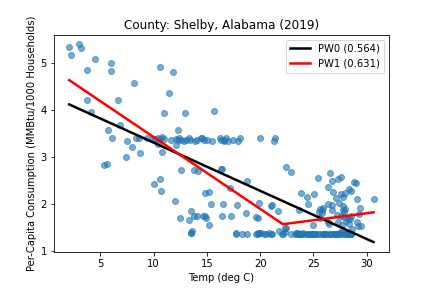 County: Shelby, Alabama (2019)
Per-Capita Consumption (MMBtu/1000 Households)
PW0 (0.564)
PW1 (0.631)
5
4
3
2
1
5 10 15 20 25 30
Temp (deg C)